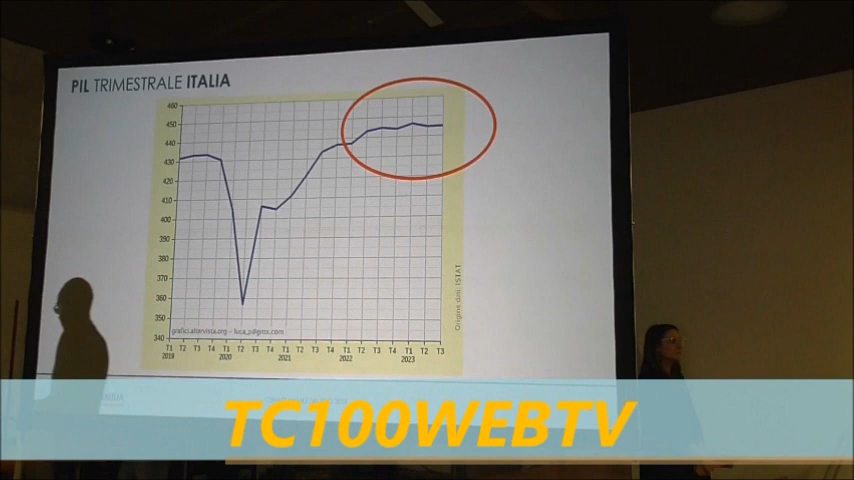 PIL TRIMESTRALE ITALIA
460
450
440
430
420
410
400
390
380
370
360
350
340
Origine dati: ISTAT
grafici.altervista.org - luca_p@gmx.com
T1 T2 T3 T4 T1 T2 T3 T4 T1 T2 T3 T4 T1 T2 T3 T4 T1 T2 T3
2019 2020 2021 2022 2023
TC100WEBTV